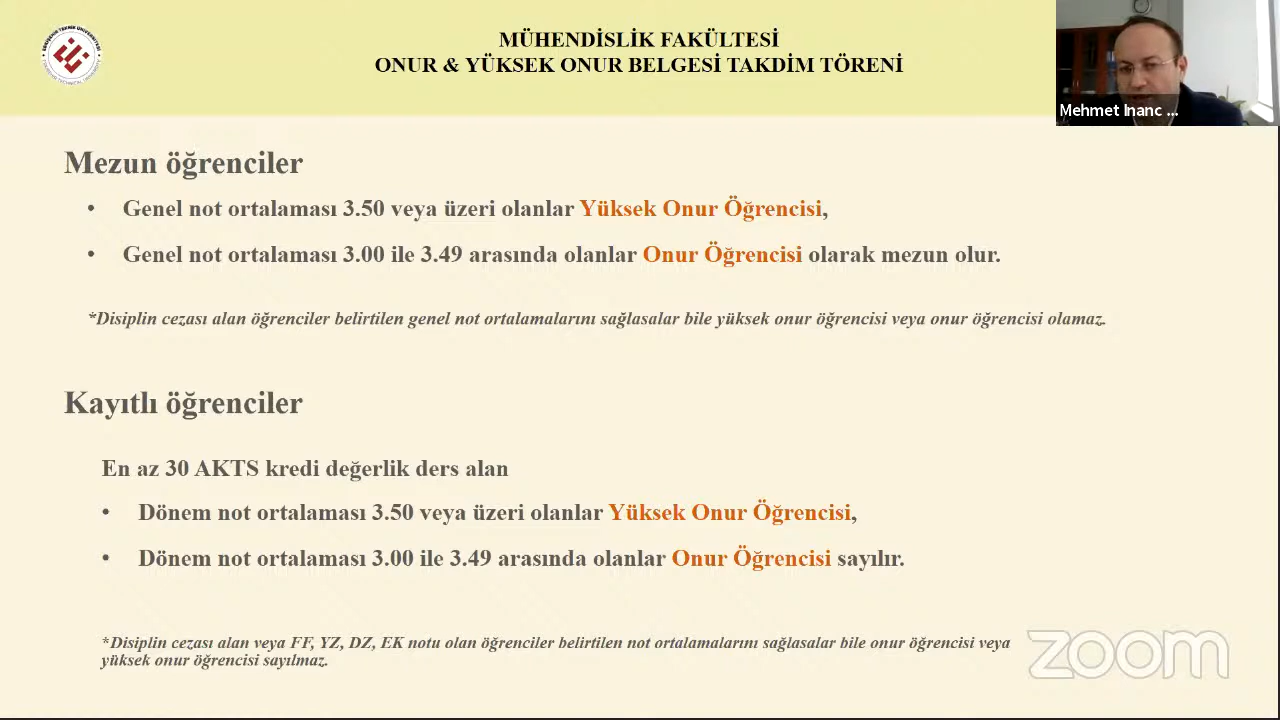 MÜHENDİSLİK FAKÜLTESİ
ONUR & YÜKSEK ONUR BELGESİ TAKDİM TÖRENİ
Mehmet Inanc ...
Mezun öğrenciler
• Genel not ortalaması 3.50 veya üzeri olanlar Yüksek Onur Öğrencisi,
• Genel not ortalaması 3.00 ile 3.49 arasında olanlar Onur Öğrencisi olarak mezun olur.
*Disiplin cezası alan öğrenciler belirtilen genel not ortalamalarını sağlasalar bile yüksek onur öğrencisi veya onur öğrencisi olamaz.
Kayıtlı öğrenciler
En az 30 AKTS kredi değerlik ders alan
• Dönem not ortalaması 3.50 veya üzeri olanlar Yüksek Onur Öğrencisi,
• Dönem not ortalaması 3.00 ile 3.49 arasında olanlar Onur Öğrencisi sayılır.
*Disiplin cezası alan veya FF, YZ, DZ, EK notu olan öğrenciler belirtilen not ortalamalarını sağlasalar bile onur öğrencisi veya
yüksek onur öğrencisi sayılmaz.
zoom